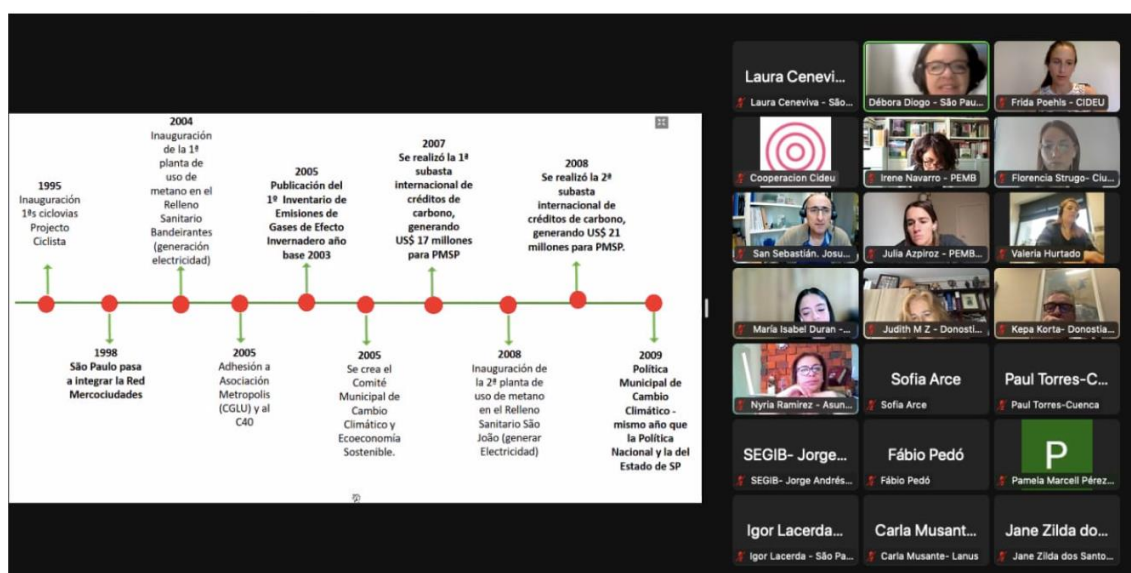 1995
Inauguración
1ªs ciclovias
Projecto
Ciclista
2004
Inauguración
de la 1ª
planta de
uso de
metano en el
Relleno
Sanitario
Bandeirantes
(generación
electricidad)
2005
Publicación del
1º Inventario de
Emisiones de
Gases de Efecto
Invernadero año
base 2003
2007
Se realizó la 1ª
subasta
internacional de
créditos de
carbono,
generando
US$ 17 millones
para PMSP
2008
Se realizó la 2ª
subasta
internacional de
créditos de
carbono,
generando US$ 21
millones para PMSP.
1998
São Paulo pasa
a integrar la Red
Mercociudades
2005
Adhesión a
Asociación
Metropolis
(CGLU) y al
C40
2005
Se crea el
Comité
Municipal de
Cambio
Climático y
Ecoeconomía
Sostenible.
2008
Inauguración de
la 2ª planta de
uso de metano
en el Relleno
Sanitario São
João (generar
Electricidad)
2009
Política
Municipal de
Cambio
Climático -
mismo año que
la Política
Nacional y la del
Estado de SP
Laura Cenevi...
Laura Ceneviva - São...
Débora Diogo - São Pau...
Frida Poehls - CIDEU
Cooperacion Cideu
Irene Navarro - PEMB
Florencia Strugo- Ciu...
San Sebastián. Josu...
Julia Azpiroz - PEMB...
Valeria Hurtado
María Isabel Duran -...
Judith M Z - Donosti...
Kepa Korta- Donostia...
Nyria Ramirez - Asun...
Sofia Arce
Sofia Arce
Paul Torres-C...
Paul Torres-Cuenca
SEGIB- Jorge...
SEGIB- Jorge Andrés...
Fábio Pedó
Fábio Pedó
P
Pamela Marcell Pérez...
Igor Lacerda...
Igor Lacerda - São Pa...
Carla Musant...
Carla Musante- Lanus
Jane Zilda do...
Jane Zilda dos Santo...